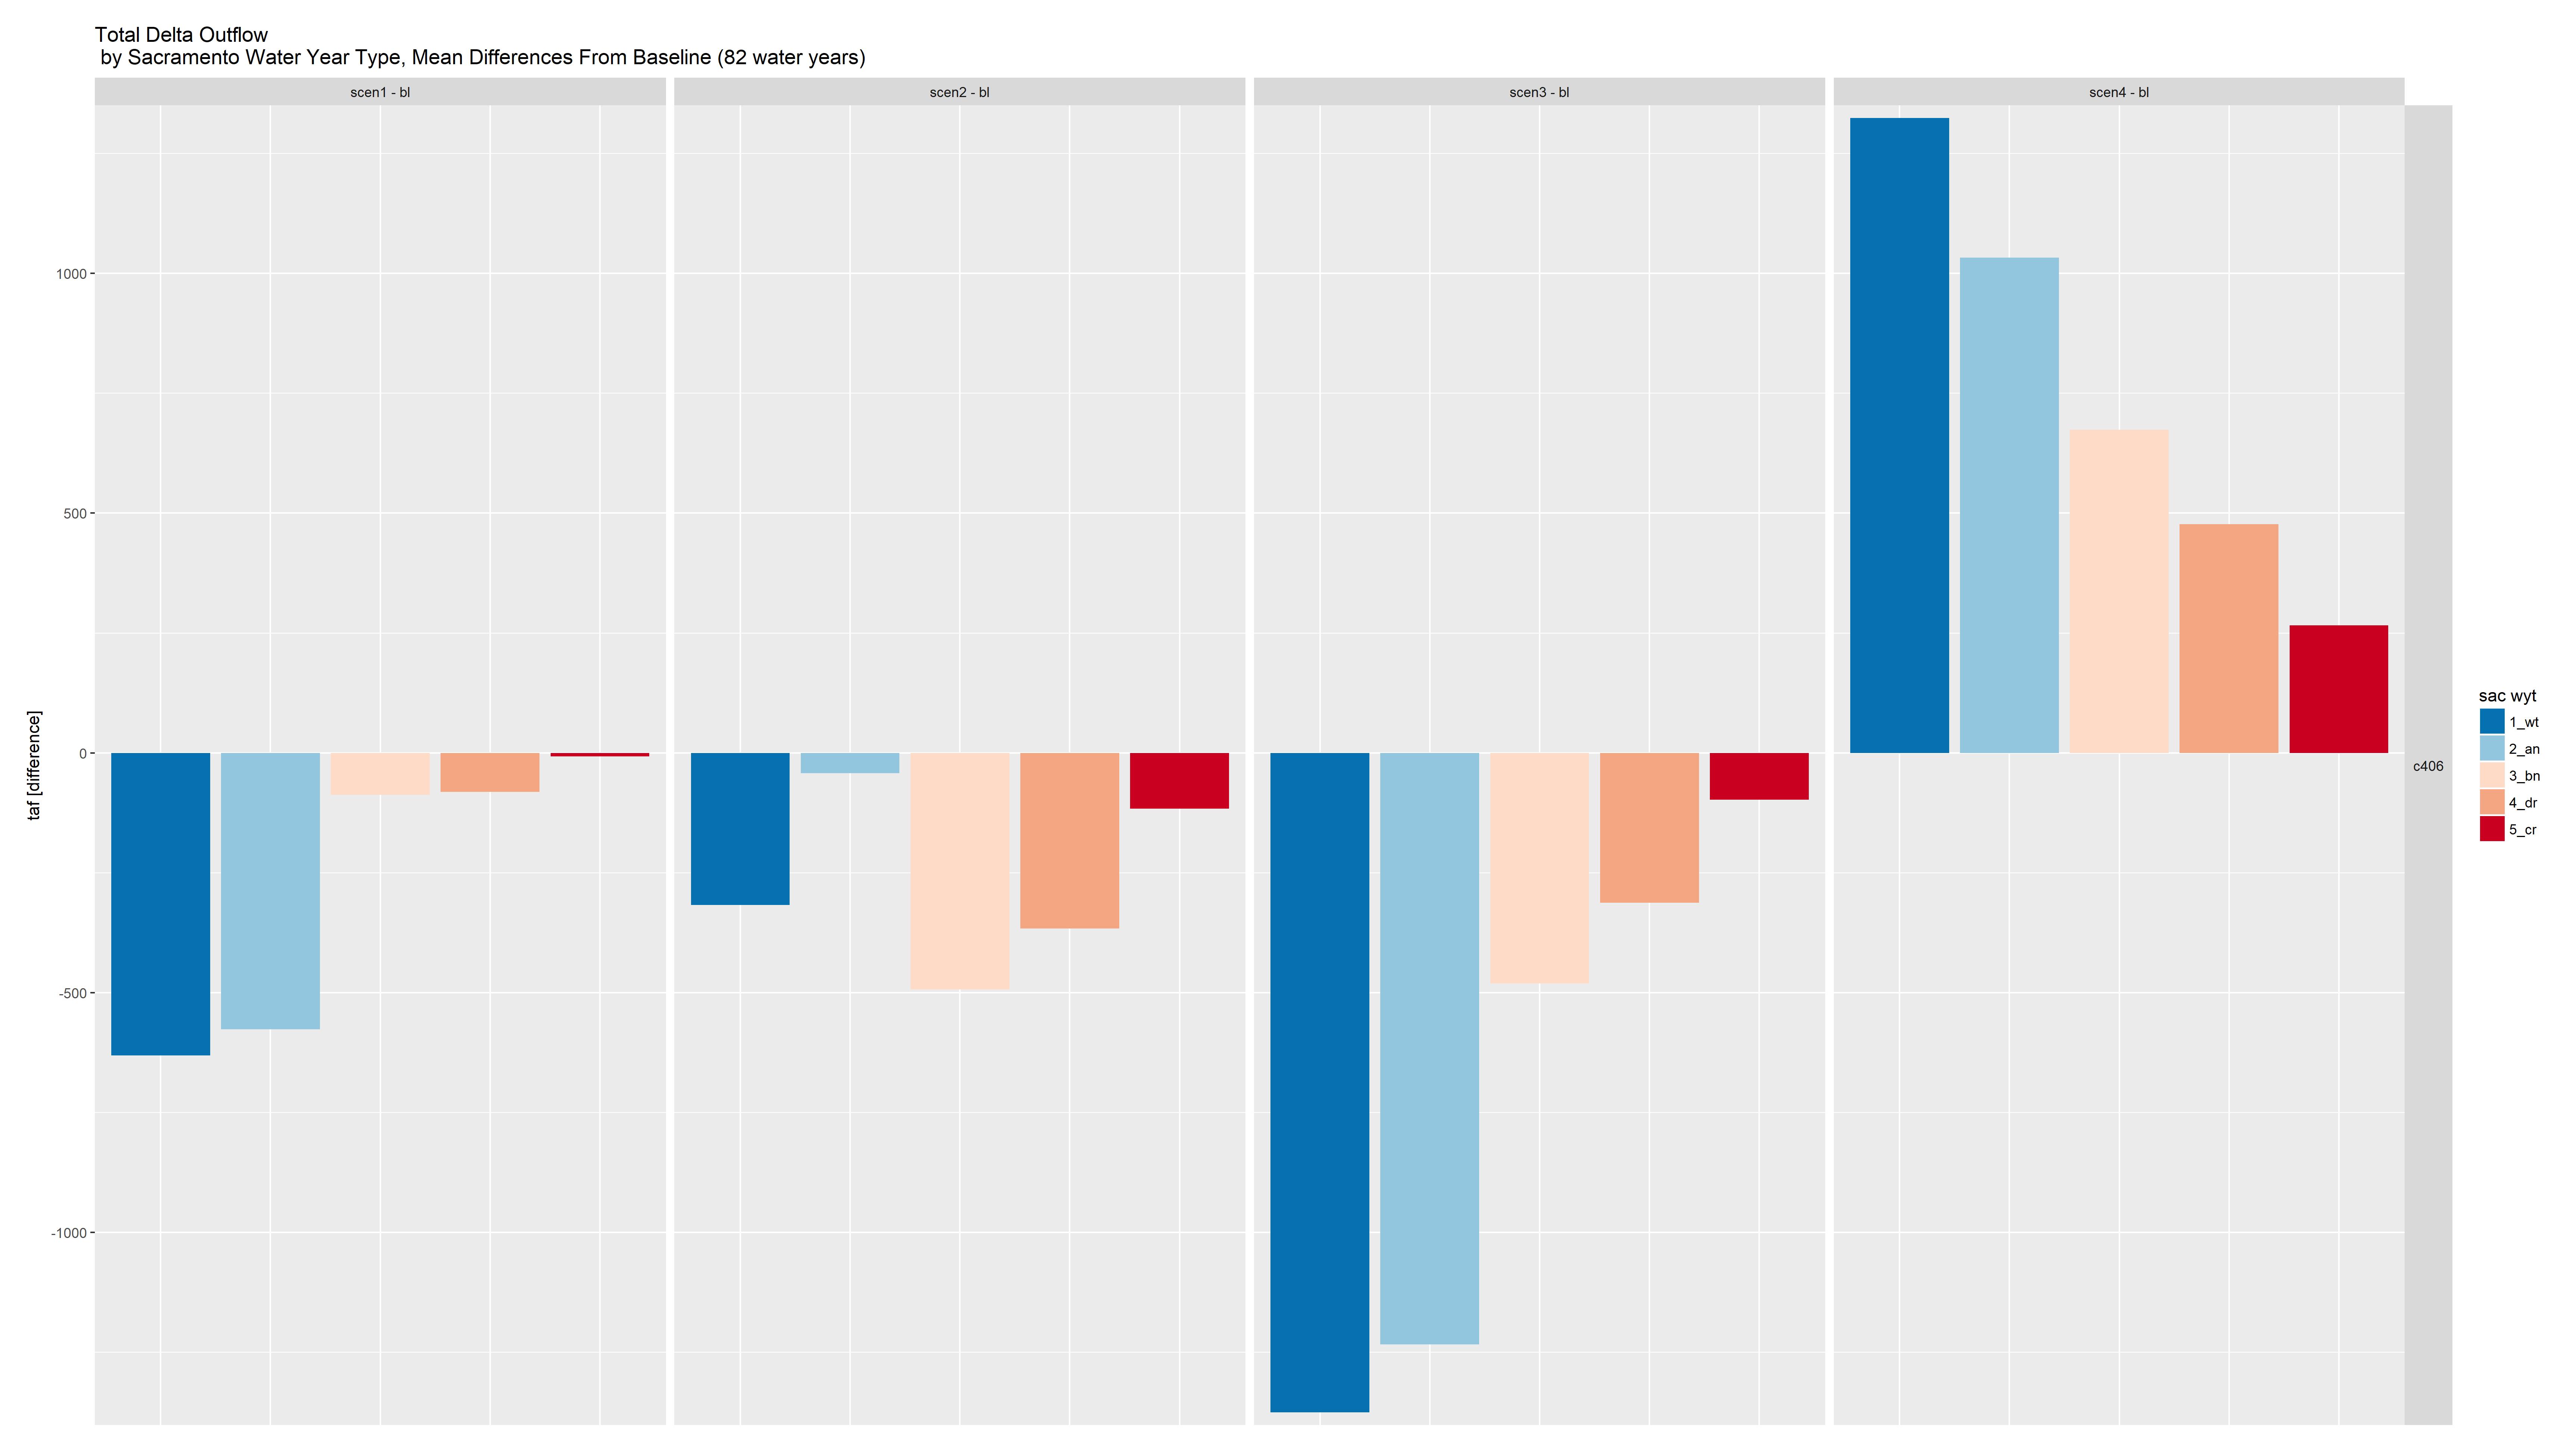 Total Delta Outflow
by Sacramento Water Year Type, Mean Differences From Baseline (82 water years)
scen1 - bl
scen2 - bl
scen3 - bl
scen4 - bl
1000
500
0
-500
-1000
taf [difference]
c406
sac wyt
1_wt
2_an
3_bn
4_dr
5_cr